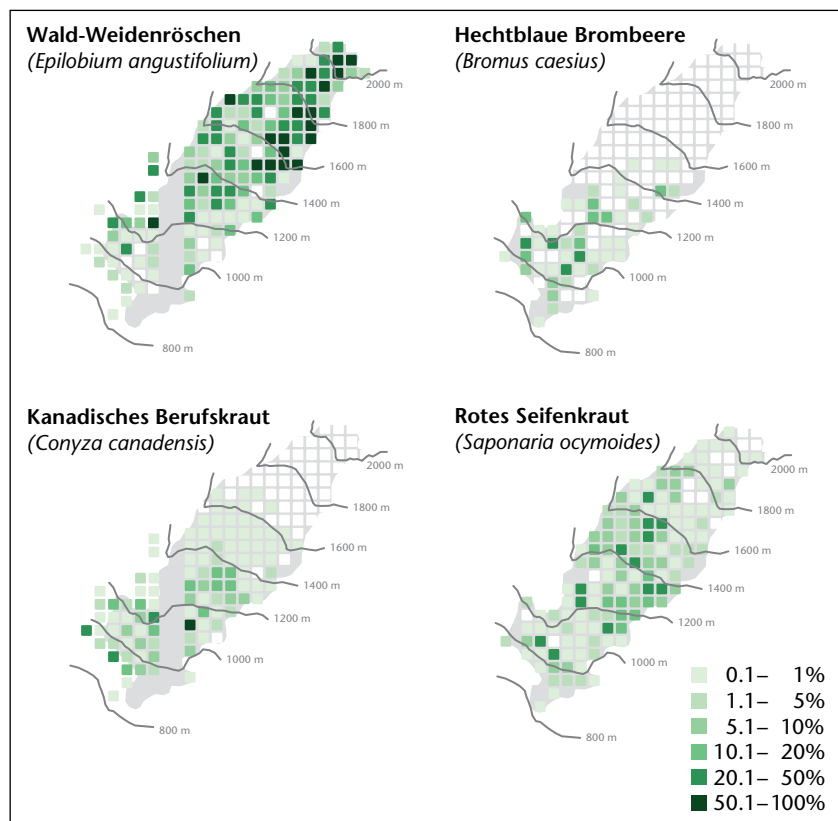 Wald-Weidenröschen
(Epilobium angustifolium)
2000 m
1800 m
1600 m
1400 m
1200 m
1000 m
800 m
Hechtblaue Brombeere
(Bromus caesius)
2000 m
1800 m
1600 m
1400 m
1200 m
1000 m
800 m
Kanadisches Berufskraut
(Conyza canadensis)
2000 m
1800 m
1600 m
1400 m
1200 m
1000 m
800 m
Rotes Seifenkraut
(Saponaria ocymoides)
2000 m
1800 m
1600 m
1400 m
1200 m
1000 m
800 m
0.1– 1%
1.1– 5%
5.1– 10%
10.1– 20%
20.1– 50%
50.1–100%